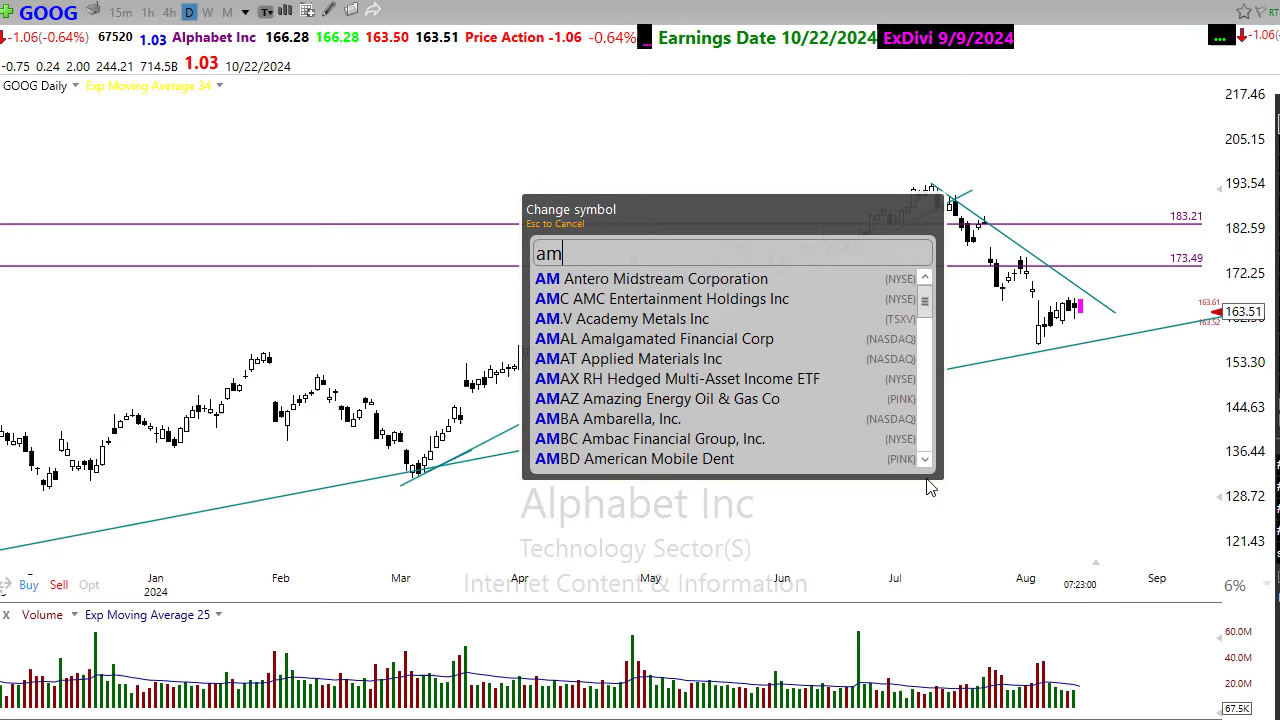 GOOG 15m 1h 4h D W M T
-1.06(-0.64%) 67520 1.03 Alphabet Inc 166.28 166.28 163.50 163.51 Price Action -1.06 -0.64% ... Earnings Date 10/22/2024 ExDivi 9/9/2024 ... -1.06(
-0.75 0.24 2.00 244.21 714.5B 1.03 10/22/2024
GOOG Daily Exp Moving Average 34
217.46
205.15
193.54
183.21
182.59
173.49
172.25
163.61
163.51
163.52
153.30
144.63
136.44
128.72
121.43
Change symbol
Esc to Cancel
am
AM Antero Midstream Corporation (NYSE)
AMC AMC Entertainment Holdings Inc (NYSE)
AM.V Academy Metals Inc (TSXV)
AMAL Amalgamated Financial Corp (NASDAQ)
AMAT Applied Materials Inc (NASDAQ)
AMAX RH Hedged Multi-Asset Income ETF (NYSE)
AMAZ Amazing Energy Oil & Gas Co (PINK)
AMBA Ambarella, Inc. (NASDAQ)
AMBC Ambac Financial Group, Inc. (NYSE)
AMBD American Mobile Dent (PINK)
Alphabet Inc
Technology Sector(S)
Internet Content & Information
Buy Sell Opt
Jan Feb Mar Apr May Jun Jul Aug Sep
2024 07:23:00
6%
X Volume Exp Moving Average 25
60.0M
40.0M
20.0M
67.5K